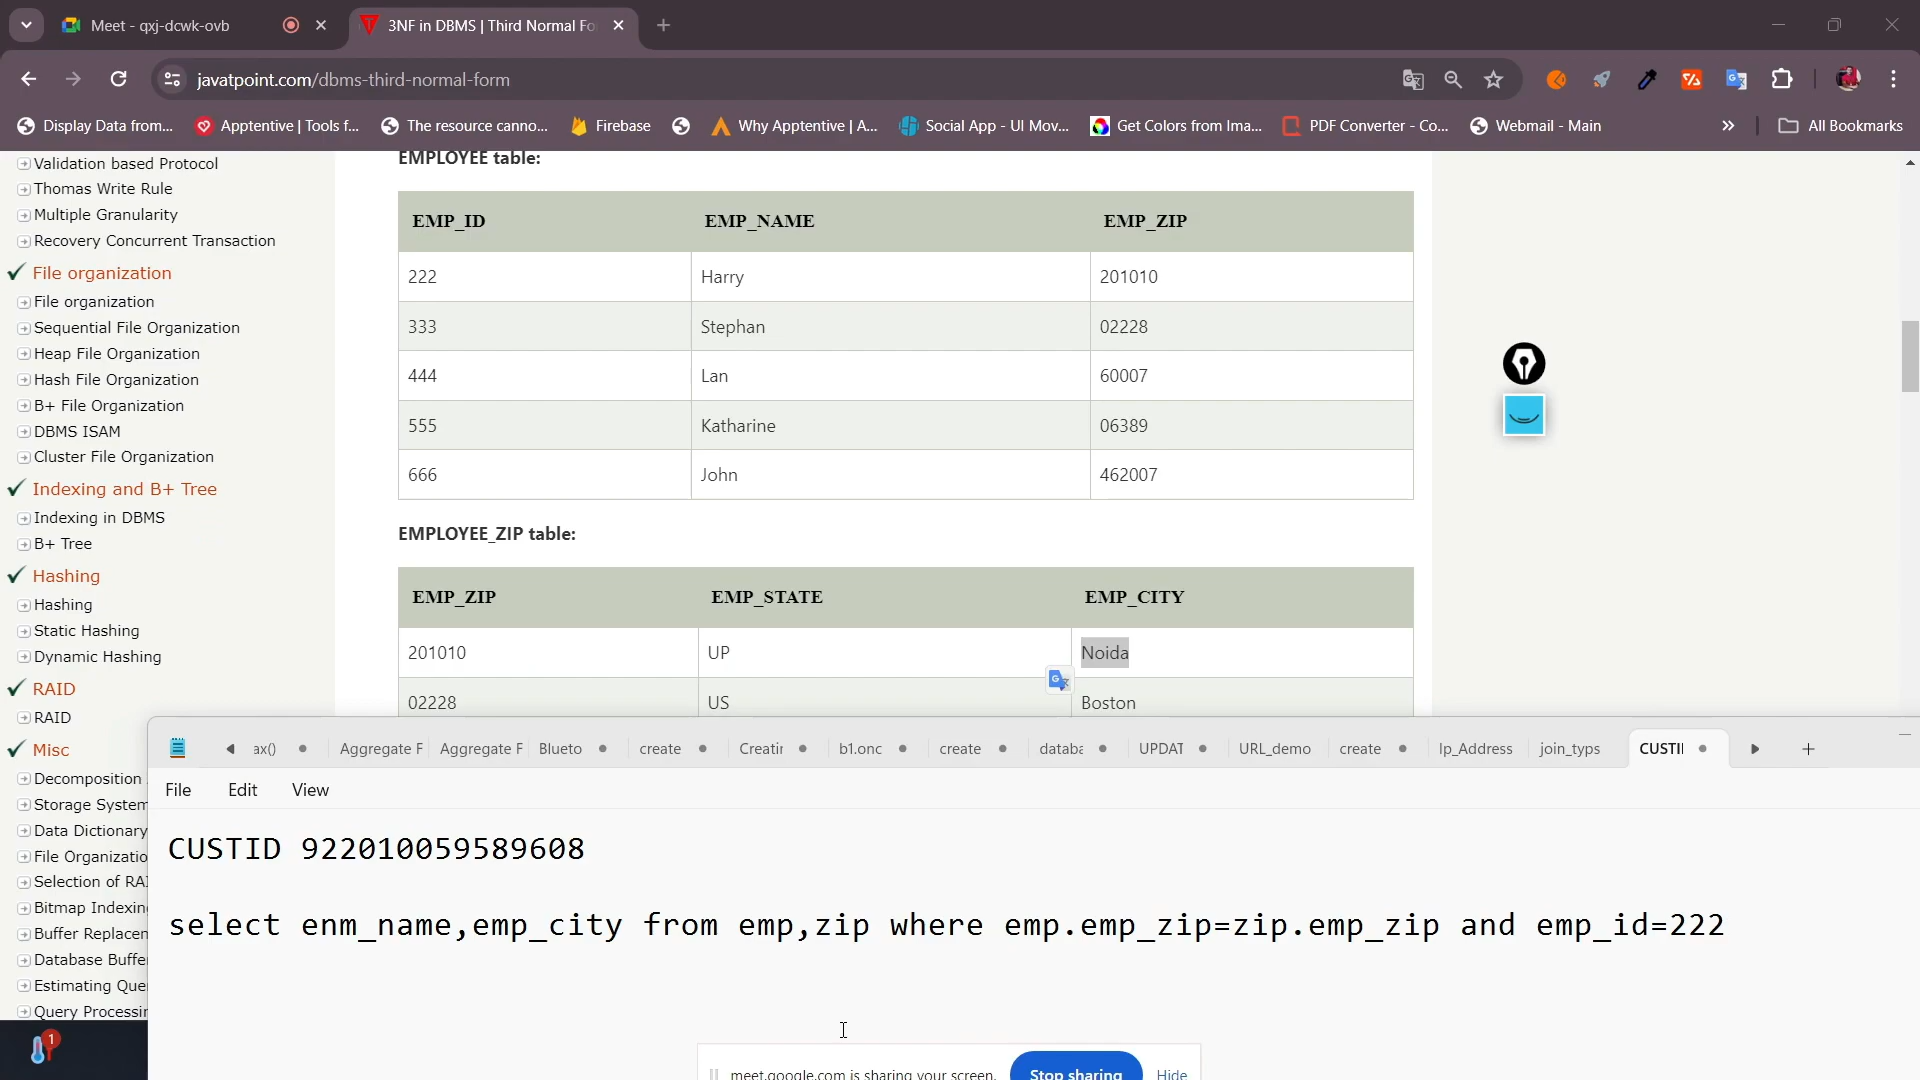 Meet - qxj-dcwk-ovb
3NF in DBMS | Third Normal Fo
javatpoint.com/dbms-third-normal-form
Display Data from...
Apptentive | Tools f...
The resource canno...
Firebase
Why Apptentive | A...
Social App - UI Mov...
Get Colors from Ima...
PDF Converter - Co...
Webmail - Main
All Bookmarks
Validation based Protocol
Thomas Write Rule
Multiple Granularity
Recovery Concurrent Transaction
File organization
File organization
Sequential File Organization
Heap File Organization
Hash File Organization
B+ File Organization
DBMS ISAM
Cluster File Organization
Indexing and B+ Tree
Indexing in DBMS
B+ Tree
Hashing
Hashing
Static Hashing
Dynamic Hashing
RAID
RAID
Misc
Decomposition
Storage System
Data Dictionary
File Organizatio
Selection of RAI
Bitmap Indexing
Buffer Replacen
Database Buffe
Estimating Que
Query Processir
EMPLOYEE table:
EMP_ID EMP_NAME EMP_ZIP
222 Harry 201010
333 Stephan 02228
444 Lan 60007
555 Katharine 06389
666 John 462007
EMPLOYEE_ZIP table:
EMP_ZIP EMP_STATE EMP_CITY
201010 UP Noida
02228 US Boston
ax() Aggregate F Aggregate F Blueto create Creatin b1.onc create databa UPDAT URL_demo create Ip_Address join_typs CUSTI
File Edit View
CUSTID 922010059589608
select enm_name,emp_city from emp,zip where emp.emp_zip=zip.emp_zip and emp_id=222
1
meet.google.com is sharing your screen.
Stop sharing
Hide